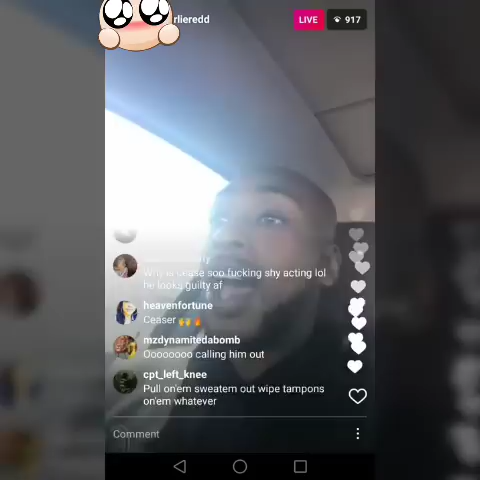 rlieredd
LIVE
917
Why is cease soo fucking shy acting lol
he looks guilty af
heavenfortune
Ceaser 🙌🔥
mzdynamitedabomb
Oooooooo calling him out
cpt_left_knee
Pull on'em sweatem out wipe tampons
on'em whatever
Comment